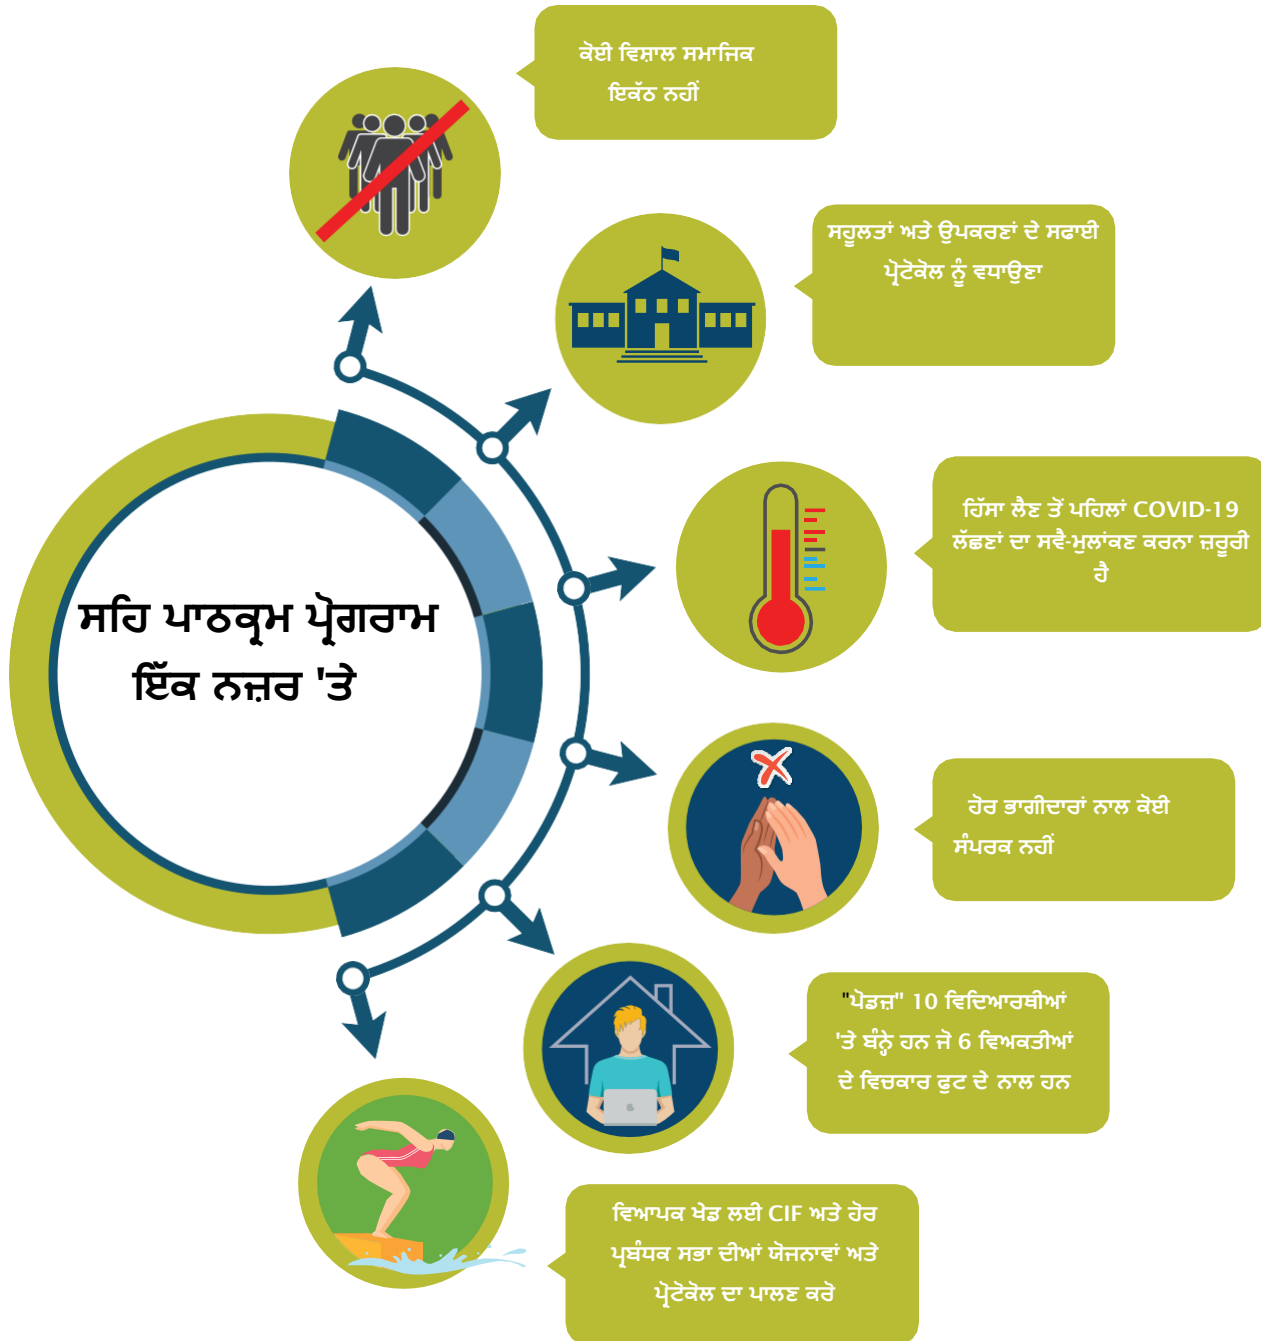 ਕੋਈ ਵਿਸ਼ਾਲ ਸਮਾਜਿਕ
ਇਕੱਠ ਨਹੀਂ
ਸਹੂਲਤਾਂ ਅਤੇ ਉਪਕਰਣਾਂ ਦੇ ਸਫਾਈ
ਪ੍ਰੋਟੋਕੋਲ ਨੂੰ ਵਧਾਉਣਾ
ਹਿੱਸਾ ਲੈਣ ਤੋਂ ਪਹਿਲਾਂ COVID-19
ਲੱਛਣਾਂ ਦਾ ਸਵੈ-ਮੁਲਾਂਕਣ ਕਰਨਾ ਜ਼ਰੂਰੀ
ਹੈ
ਸਹਿ ਪਾਠਕ੍ਰਮ ਪ੍ਰੋਗਰਾਮ
ਇੱਕ ਨਜ਼ਰ 'ਤੇ
ਹੋਰ ਭਾਗੀਦਾਰਾਂ ਨਾਲ ਕੋਈ
ਸੰਪਰਕ ਨਹੀਂ
"ਪੋਡਜ਼" 10 ਵਿਦਿਆਰਥੀਆਂ
'ਤੇ ਬੰਨ੍ਹੇ ਹਨ ਜੋ 6 ਵਿਅਕਤੀਆਂ
ਦੇ ਵਿਚਕਾਰ ਫੁਟ ਦੇ ਨਾਲ ਹਨ
ਵਿਆਪਕ ਖੇਡ ਲਈ CIF ਅਤੇ ਹੋਰ
ਪ੍ਰਬੰਧਕ ਸਭਾ ਦੀਆਂ ਯੋਜਨਾਵਾਂ ਅਤੇ
ਪ੍ਰੋਟੋਕੋਲ ਦਾ ਪਾਲਣ ਕਰੋ